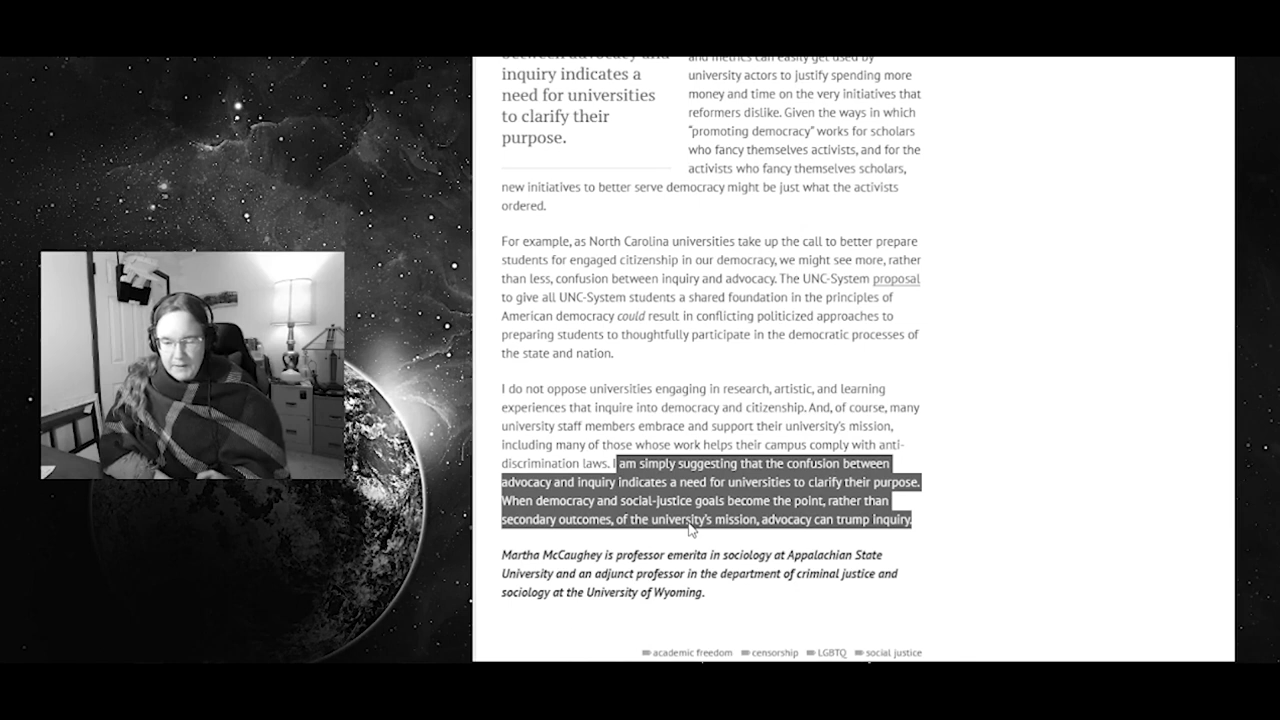 between advocacy and
inquiry indicates a
need for universities
to clarify their
purpose.
and metrics can easily get used by
university actors to justify spending more
money and time on the very initiatives that
reformers dislike. Given the ways in which
“promoting democracy” works for scholars
who fancy themselves activists, and for the
activists who fancy themselves scholars,
new initiatives to better serve democracy might be just what the activists
ordered.
For example, as North Carolina universities take up the call to better prepare
students for engaged citizenship in our democracy, we might see more, rather
than less, confusion between inquiry and advocacy. The UNC-System proposal
to give all UNC-System students a shared foundation in the principles of
American democracy could result in conflicting politicized approaches to
preparing students to thoughtfully participate in the democratic processes of
the state and nation.
I do not oppose universities engaging in research, artistic, and learning
experiences that inquire into democracy and citizenship. And, of course, many
university staff members embrace and support their university’s mission,
including many of those whose work helps their campus comply with anti-
discrimination laws. I am simply suggesting that the confusion between
advocacy and inquiry indicates a need for universities to clarify their purpose.
When democracy and social-justice goals become the point, rather than
secondary outcomes, of the university’s mission, advocacy can trump inquiry.
Martha McCaughey is professor emerita in sociology at Appalachian State
University and an adjunct professor in the department of criminal justice and
sociology at the University of Wyoming.
academic freedom censorship LGBTQ social justice